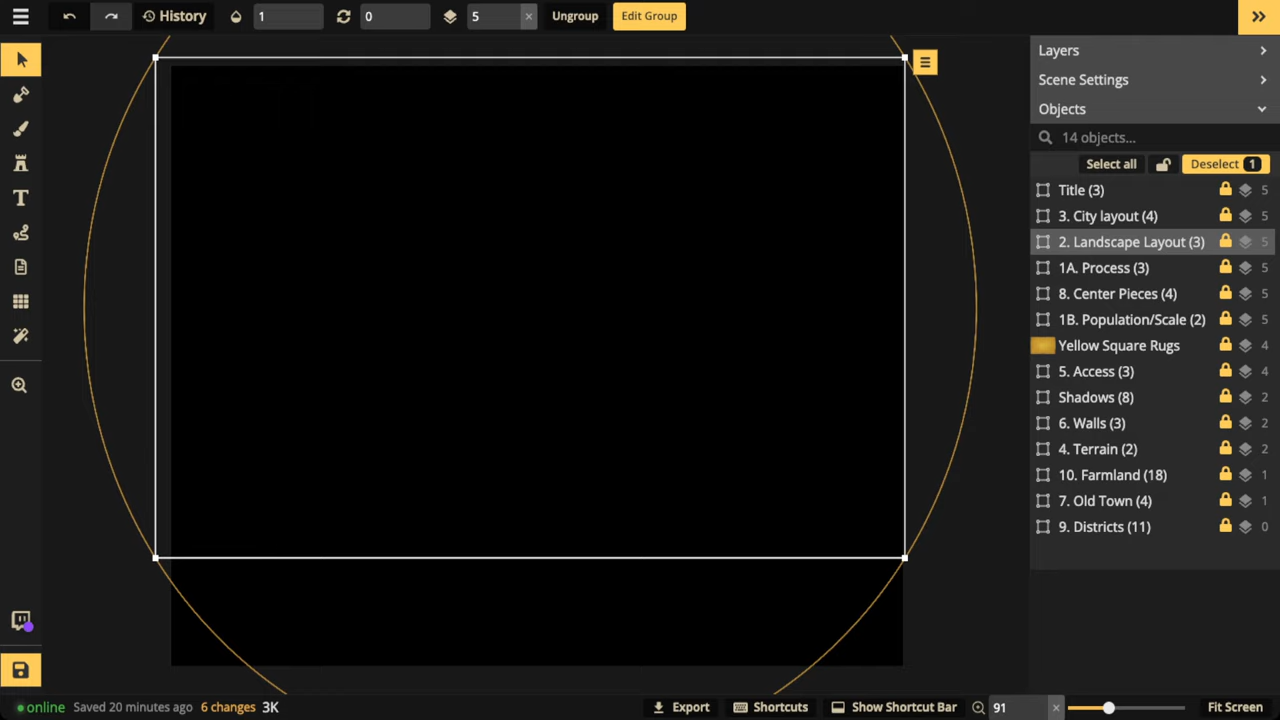 History
1
0
5
×
Ungroup
Edit Group
Layers
Scene Settings
Objects
14 objects...
Select all
Deselect 1
Title (3) 5
3. City layout (4) 5
2. Landscape Layout (3) 5
1A. Process (3) 5
8. Center Pieces (4) 5
1B. Population/Scale (2) 5
Yellow Square Rugs 4
5. Access (3) 4
Shadows (8) 2
6. Walls (3) 2
4. Terrain (2) 2
10. Farmland (18) 1
7. Old Town (4) 1
9. Districts (11) 0
T
online Saved 20 minutes ago 6 changes 3K
Export
Shortcuts
Show Shortcut Bar
91
×
Fit Screen